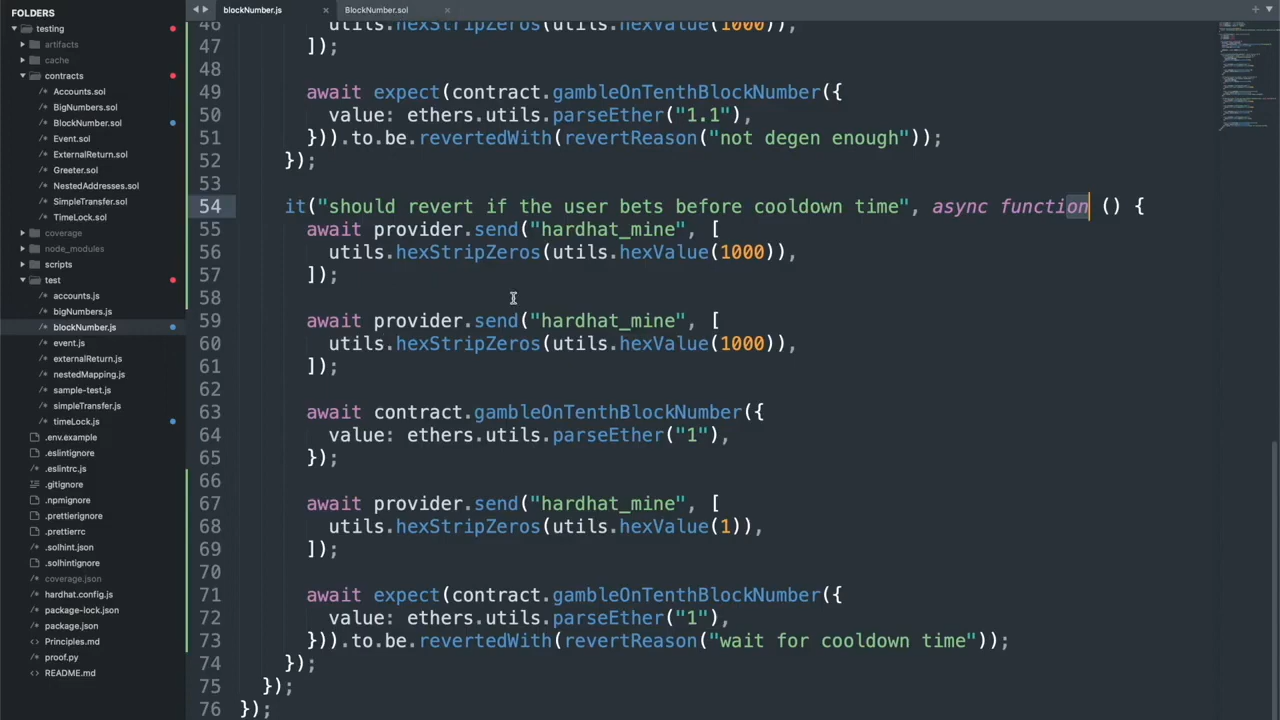 FOLDERS
testing
artifacts
cache
contracts
Accounts.sol
BigNumbers.sol
BlockNumber.sol
Event.sol
ExternalReturn.sol
Greeter.sol
NestedAddresses.sol
SimpleTransfer.sol
TimeLock.sol
coverage
node_modules
scripts
test
accounts.js
bigNumbers.js
blockNumber.js
event.js
externalReturn.js
nestedMapping.js
sample-test.js
simpleTransfer.js
timeLock.js
.env.example
.eslintignore
.eslintrc.js
.gitignore
.npmignore
.prettierignore
.prettierrc
.solhint.json
.solhintignore
coverage.json
hardhat.config.js
package-lock.json
package.json
Principles.md
proof.py
README.md
blockNumber.js × BlockNumber.sol ×
46 utils.hexStripZeros(utils.hexValue(1000)),
47 ]);
48
49 await expect(contract.gambleOnTenthBlockNumber({
50 value: ethers.utils.parseEther("1.1"),
51 })).to.be.revertedWith(revertReason("not degen enough"));
52 });
53
54 it("should revert if the user bets before cooldown time", async function () {
55 await provider.send("hardhat_mine", [
56 utils.hexStripZeros(utils.hexValue(1000)),
57 ]);
58
59 await provider.send("hardhat_mine", [
60 utils.hexStripZeros(utils.hexValue(1000)),
61 ]);
62
63 await contract.gambleOnTenthBlockNumber({
64 value: ethers.utils.parseEther("1"),
65 });
66
67 await provider.send("hardhat_mine", [
68 utils.hexStripZeros(utils.hexValue(1)),
69 ]);
70
71 await expect(contract.gambleOnTenthBlockNumber({
72 value: ethers.utils.parseEther("1"),
73 })).to.be.revertedWith(revertReason("wait for cooldown time"));
74 });
75 });
76 });